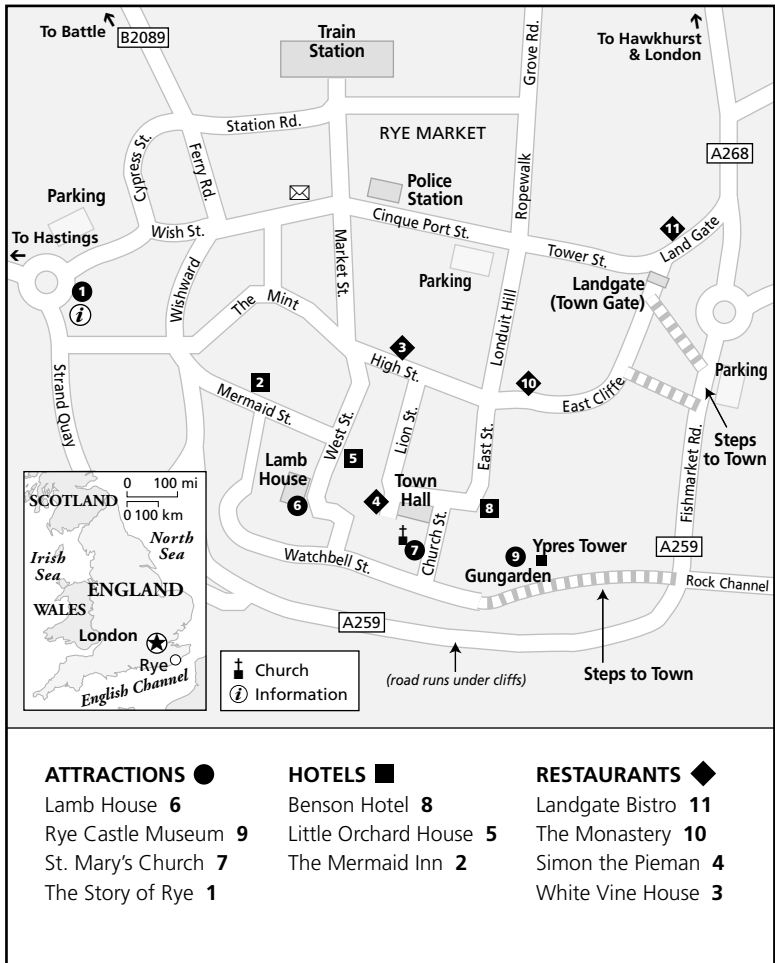 To Battle
B2089
Train
Station
Grove Rd.
To Hawkhurst
& London
Station Rd.
RYE MARKET
A268
Cypress St.
Ferry Rd.
Ropewalk
Police
Station
Parking
Wish St.
Cinque Port St.
11
Land Gate
To Hastings
Tower St.
Market St.
Parking
Landgate
(Town Gate)
1
i
Wishward
The Mint
Londuit Hill
3
High St.
10
East Cliffe
Parking
2
Mermaid St.
Strand Quay
West St.
Lion St.
East St.
Steps
to Town
Fishmarket Rd.
Lamb
House
5
6
4
Town
Hall
8
7
Church St.
9
Ypres Tower
Gungarden
A259
Rock Channel
Watchbell St.
A259
(road runs under cliffs)
Steps to Town
0 100 mi
0 100 km
SCOTLAND
North
Sea
Irish
Sea
ENGLAND
WALES
London
Rye
English Channel
Church
i Information
ATTRACTIONS
Lamb House 6
Rye Castle Museum 9
St. Mary's Church 7
The Story of Rye 1
HOTELS
Benson Hotel 8
Little Orchard House 5
The Mermaid Inn 2
RESTAURANTS
Landgate Bistro 11
The Monastery 10
Simon the Pieman 4
White Vine House 3